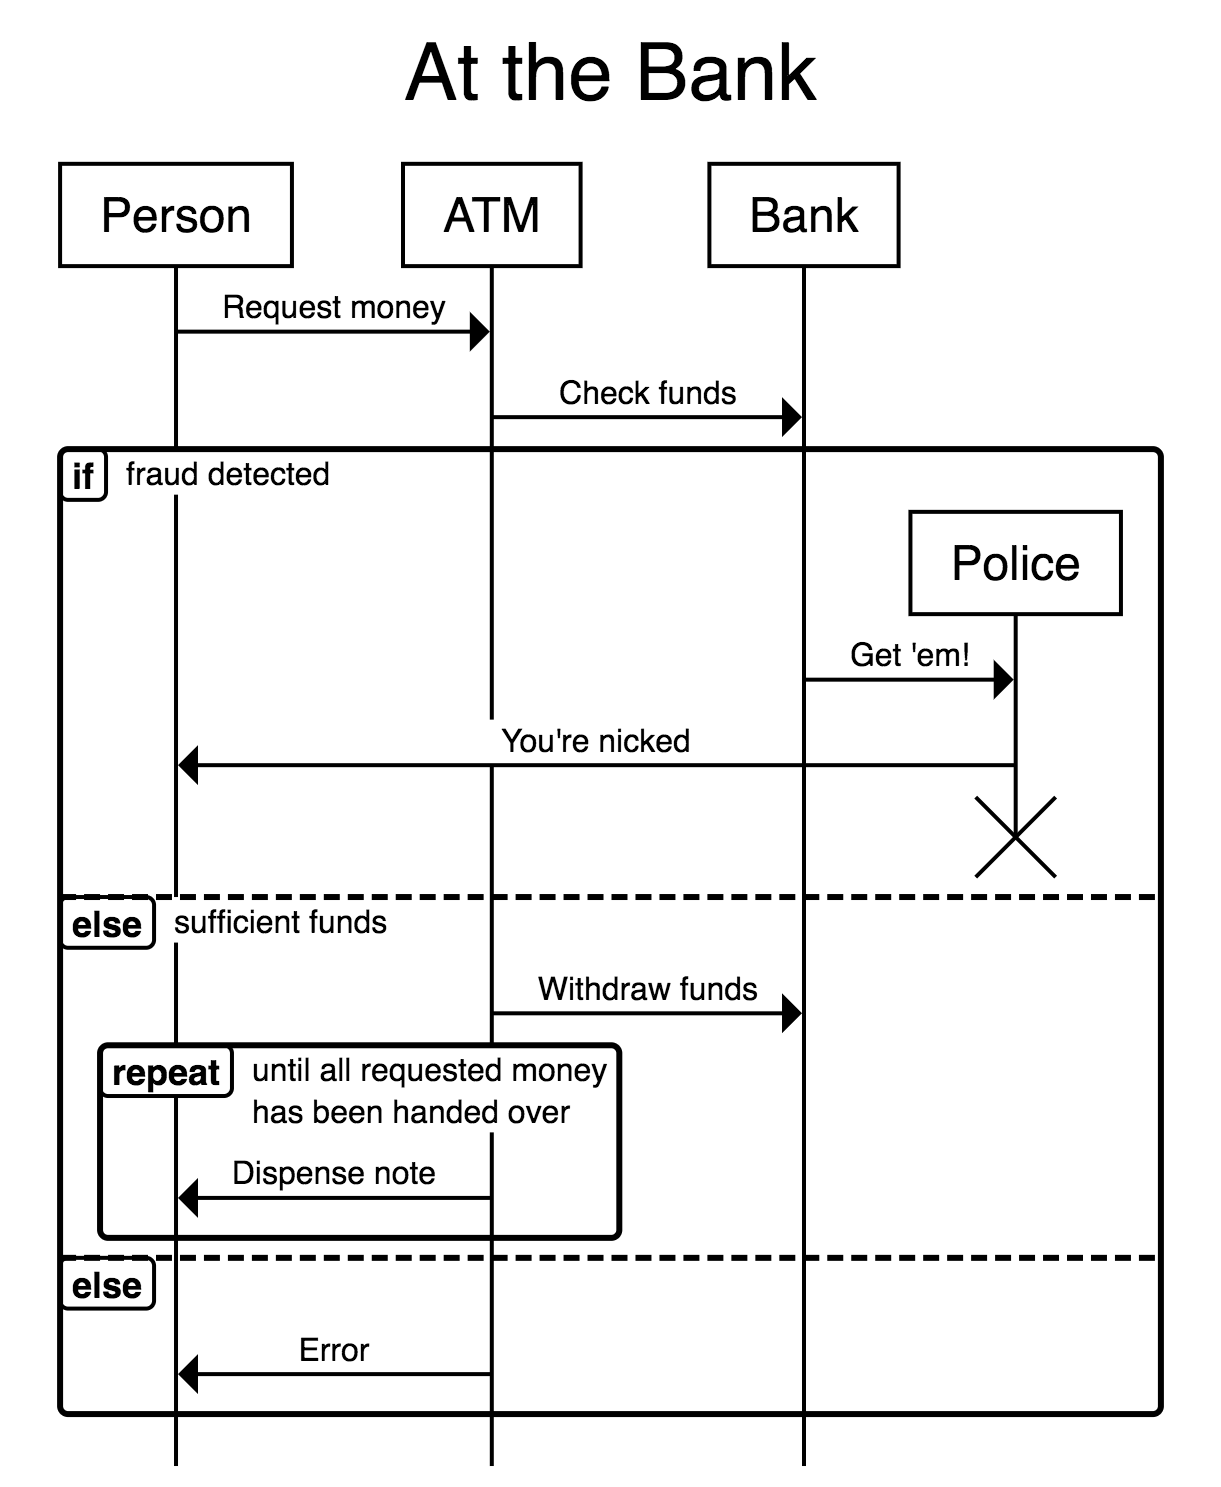 At the Bank
Person
ATM
Bank
Request money
Check funds
if
fraud detected
Police
Get 'em!
You're nicked
else
sufficient funds
Withdraw funds
repeat
until all requested money
has been handed over
Dispense note
else
Error